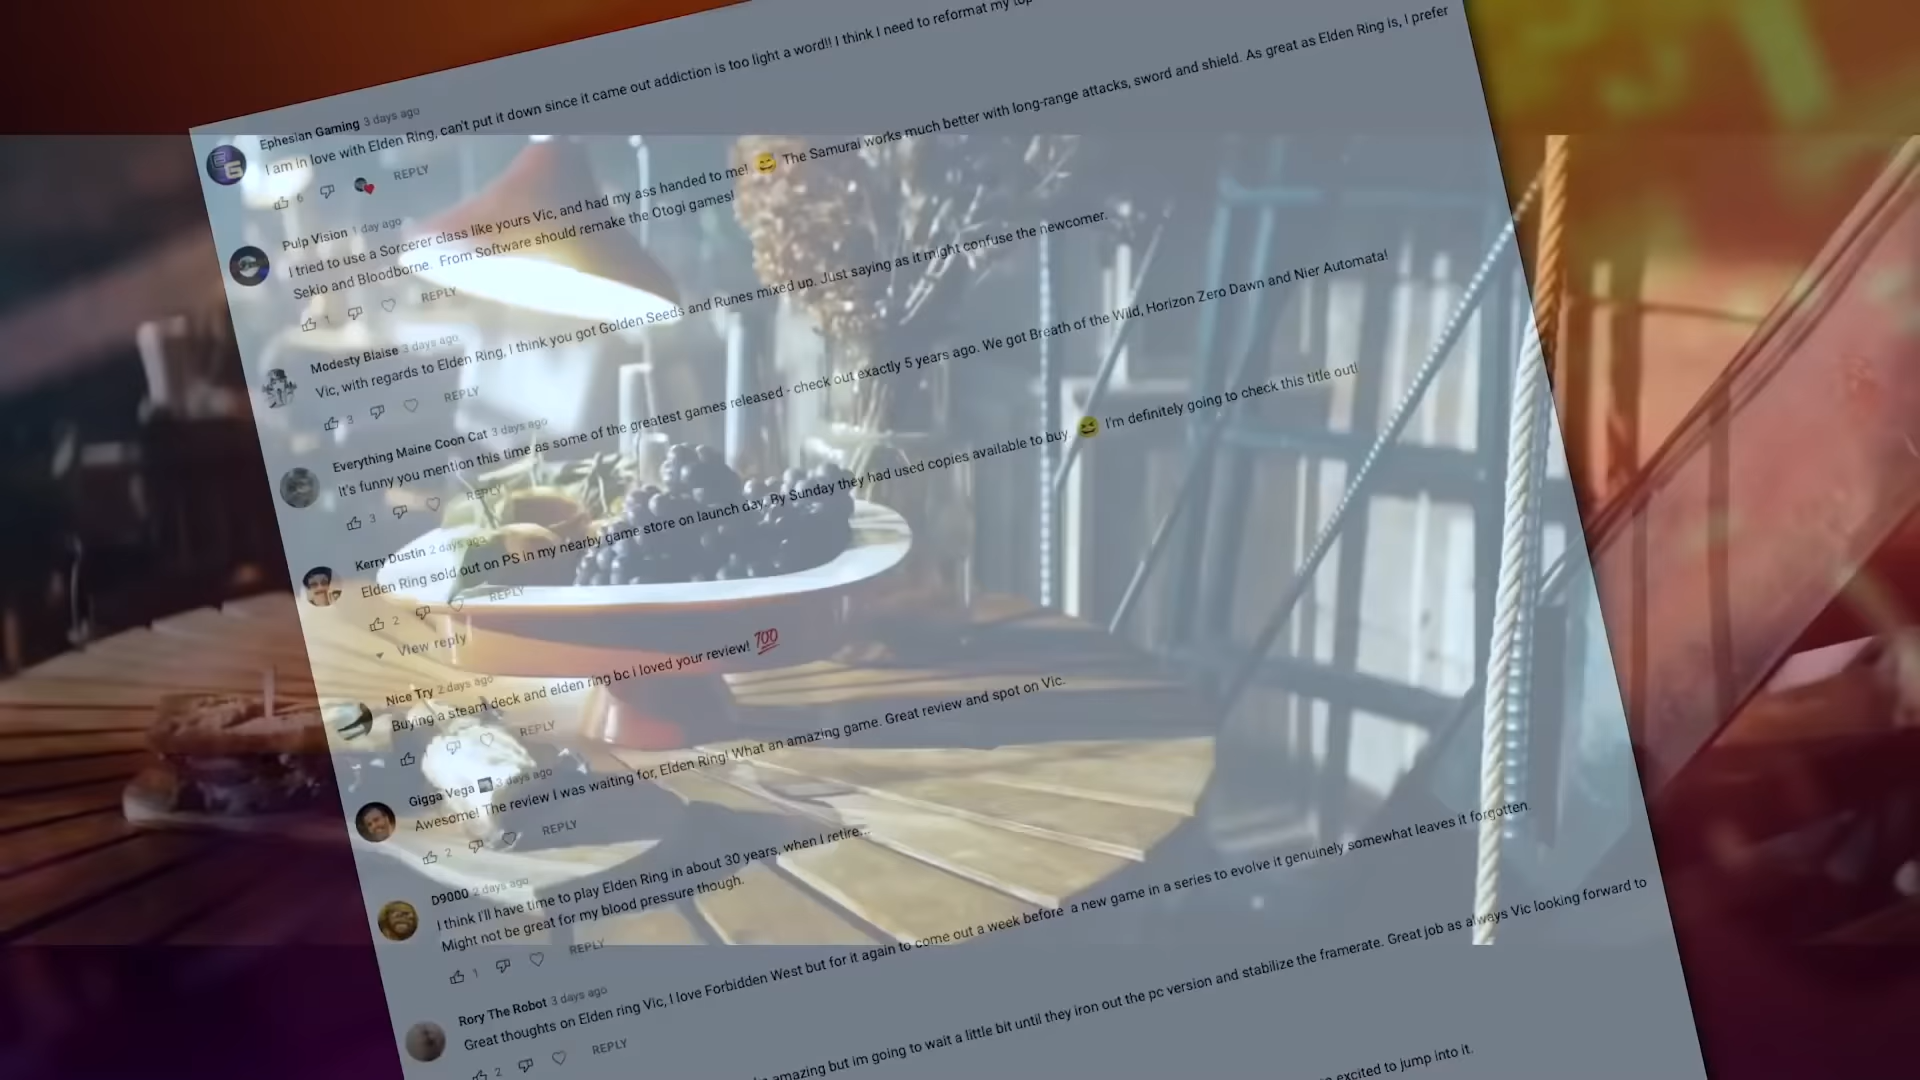 Ephesian Gaming 3 days ago
I am in love with Elden Ring, can't put it down since it came out addiction is too light a word!! I think I need to reformat my
6 REPLY
Pulp Vision 1 day ago
I tried to use a Sorcerer class like yours Vic, and had my ass handed to me! 😄 The Samurai works much better with long-range attacks, sword and shield. As great as Elden Ring is, I prefer
Sekio and Bloodborne. From Software should remake the Otogi games!
1 REPLY
Modesty Blaise 3 days ago
Vic, with regards to Elden Ring, I think you got Golden Seeds and Runes mixed up. Just saying as it might confuse the newcomer.
3 REPLY
Everything Maine Coon Cat 3 days ago
It's funny you mention this time as some of the greatest games released - check out exactly 5 years ago. We got Breath of the Wild, Horizon Zero Dawn and Nier Automata!
3 REPLY
Kerry Dustin 2 days ago
Elden Ring sold out on PS in my nearby game store on launch day. By Sunday they had used copies available to buy 😆 I'm definitely going to check this title out!
2 REPLY
View reply
Nice Try 2 days ago
Buying a steam deck and elden ring bc i loved your review! 💯
REPLY
Gigga Vega 3 days ago
Awesome! The review I was waiting for, Elden Ring! What an amazing game. Great review and spot on Vic.
2 REPLY
D9000 2 days ago
I think I'll have time to play Elden Ring in about 30 years, when I retire...
Might not be great for my blood pressure though.
1 REPLY
Rory The Robot 3 days ago
Great thoughts on Elden ring Vic, I love Forbidden West but for it again to come out a week before a new game in a series to evolve it genuinely somewhat leaves it forgotten.
2 REPLY
amazing but im going to wait a little bit until they iron out the pc version and stabilize the framerate. Great job as always Vic looking forward to
excited to jump into it.